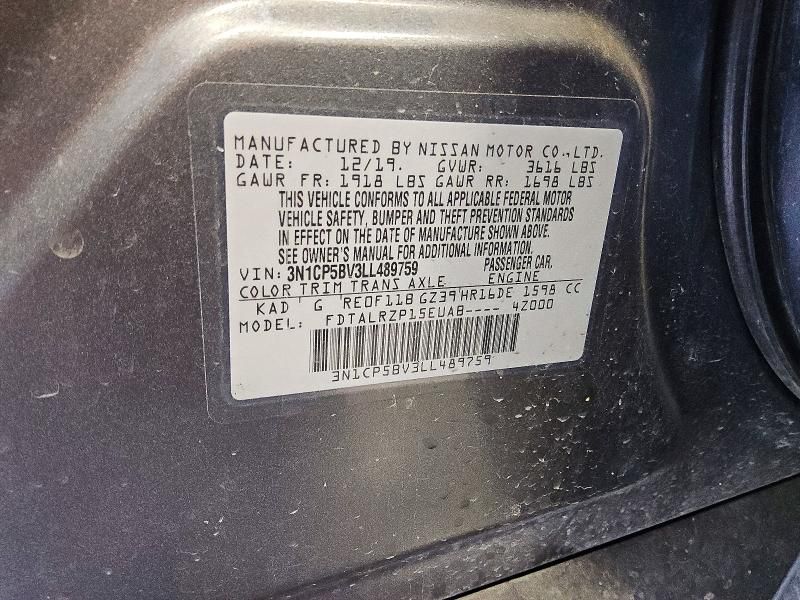 MANUFACTURED BY NISSAN MOTOR CO.,LTD.
DATE: 12/19. GVWR: 3616 LBS
GAWR FR: 1918 LBS GAWR RR: 1698 LBS
THIS VEHICLE CONFORMS TO ALL APPLICABLE FEDERAL MOTOR
VEHICLE SAFETY, BUMPER AND THEFT PREVENTION STANDARDS
IN EFFECT ON THE DATE OF MANUFACTURE SHOWN ABOVE.
SEE OWNER'S MANUAL FOR ADDITIONAL INFORMATION.
VIN: 3N1CP5BV3LL489759 PASSENGER CAR
COLOR TRIM TRANS AXLE ENGINE
KAD' G RE0F11B GZ39'HR16DE 1598 CC
MODEL: FDTALRZP15EUAB---- 4Z000
3N1CP5BV3LL489759